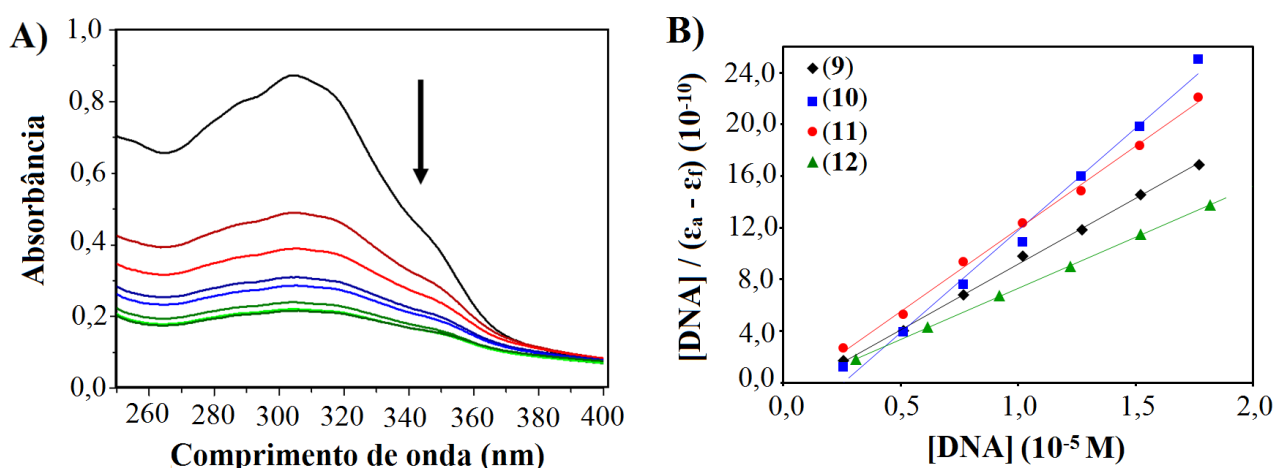 A)
1,0
0,8
0,6
0,4
0,2
0,0
Absorbância
260 280 300 320 340 360 380 400
Comprimento de onda (nm)
B)
24,0
20,0
16,0
12,0
8,0
4,0
0,0
[DNA] / (εa - εf) (10-10)
(9)
(10)
(11)
(12)
0,0 0,5 1,0 1,5 2,0
[DNA] (10-5 M)